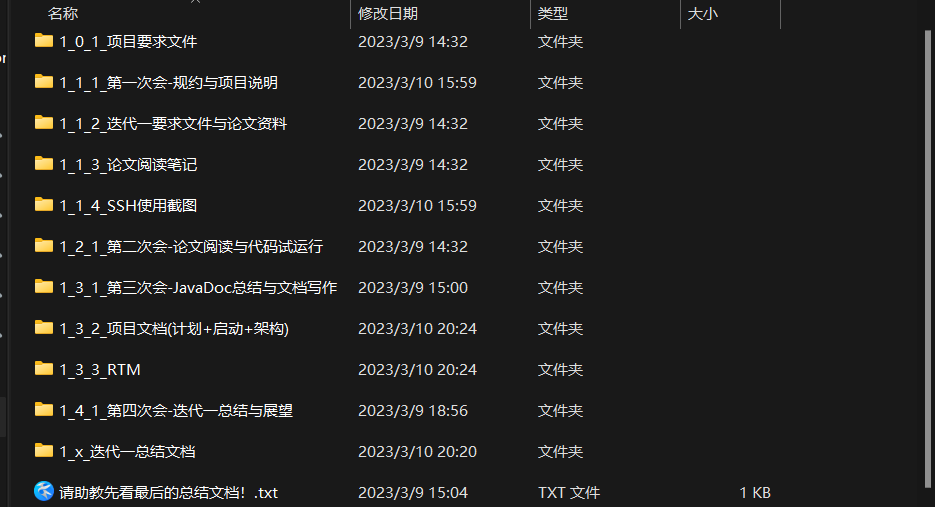 名称 修改日期 类型 大小
1_0_1_项目要求文件 2023/3/9 14:32 文件夹
1_1_1_第一次会-规约与项目说明 2023/3/10 15:59 文件夹
1_1_2_迭代一要求文件与论文资料 2023/3/9 14:32 文件夹
1_1_3_论文阅读笔记 2023/3/9 14:32 文件夹
1_1_4_SSH使用截图 2023/3/10 15:59 文件夹
1_2_1_第二次会-论文阅读与代码试运行 2023/3/9 14:32 文件夹
1_3_1_第三次会-JavaDoc总结与文档写作 2023/3/9 15:00 文件夹
1_3_2_项目文档(计划+启动+架构) 2023/3/10 20:24 文件夹
1_3_3_RTM 2023/3/10 20:24 文件夹
1_4_1_第四次会-迭代一总结与展望 2023/3/9 18:56 文件夹
1_x_迭代一总结文档 2023/3/10 20:20 文件夹
请助教先看最后的总结文档！.txt 2023/3/9 15:04 TXT 文件 1 KB